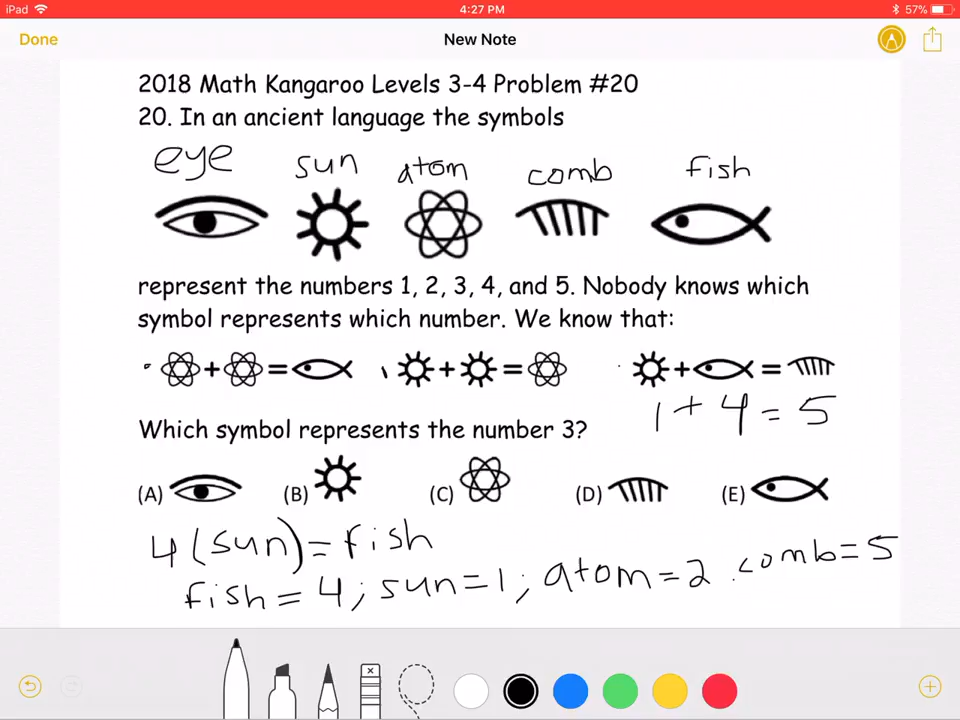 iPad 4:27 PM 57%
Done New Note
2018 Math Kangaroo Levels 3-4 Problem #20
20. In an ancient language the symbols
eye sun atom comb fish
represent the numbers 1, 2, 3, 4, and 5. Nobody knows which
symbol represents which number. We know that:
+ = + = + =
1 + 4 = 5
Which symbol represents the number 3?
(A) (B) (C) (D) (E)
4(sun) = fish
fish = 4; sun = 1; atom = 2 comb = 5